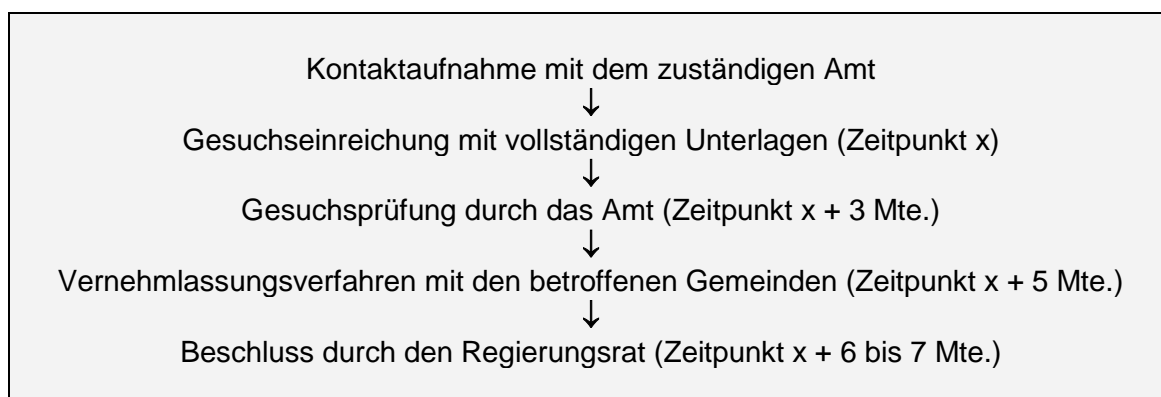 Kontaktaufnahme mit dem zuständigen Amt
↓
Gesuchseinreichung mit vollständigen Unterlagen (Zeitpunkt x)
↓
Gesuchsprüfung durch das Amt (Zeitpunkt x + 3 Mte.)
↓
Vernehmlassungsverfahren mit den betroffenen Gemeinden (Zeitpunkt x + 5 Mte.)
↓
Beschluss durch den Regierungsrat (Zeitpunkt x + 6 bis 7 Mte.)